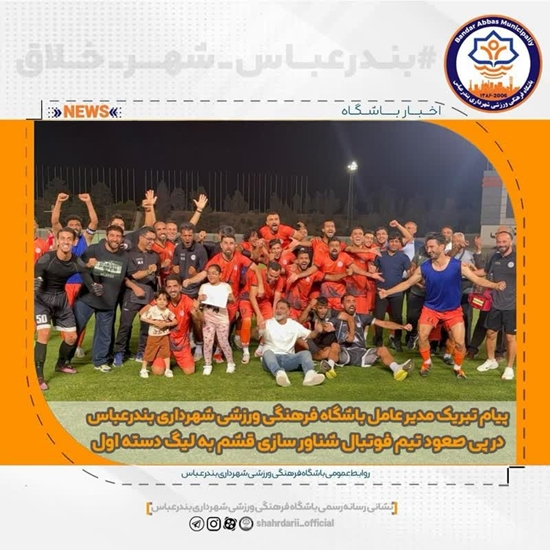 #بندرعباس_شهر_خلاق
Bandar Abbas Municipality
باشگاه فرهنگی ورزشی شهرداری بندرعباس
۱۳۸۶-2006
اخبار باشگاه
NEWS
50
پیام تبریک مدیرعامل باشگاه فرهنگی ورزشی شهرداری بندرعباس
در پی صعود تیم فوتبال شناور سازی قشم به لیگ دسته اول
روابط عمومی باشگاه فرهنگی ورزشی شهرداری بندرعباس
نشانی رسانه رسمی باشگاه فرهنگی ورزشی شهرداری بندرعباس
shahrdarii_official